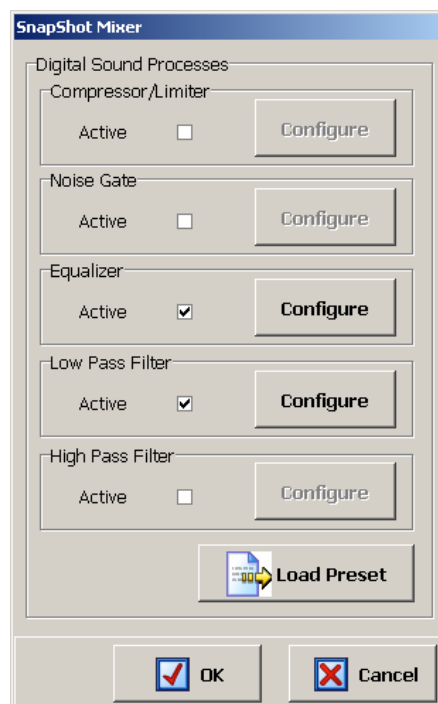 SnapShot Mixer
Digital Sound Processes
Compressor/Limiter
Active
Configure
Noise Gate
Active
Configure
Equalizer
Active
Configure
Low Pass Filter
Active
Configure
High Pass Filter
Active
Configure
Load Preset
OK
Cancel